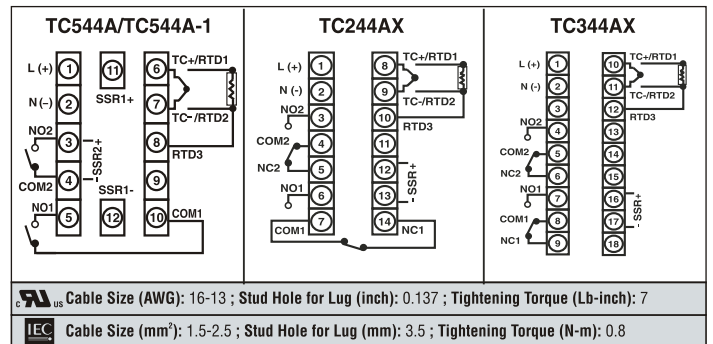 TC544A/TC544A-1
L (+) 1 11 6 TC+/RTD1
SSR1+
N (-) 2 7 TC-/RTD2
NO2 3 8 RTD3
- SSR2 +
COM2 4 9
SSR1-
NO1 5 12 10 COM1
TC244AX
L (+) 1 8 TC+/RTD1
N (-) 2 9 TC-/RTD2
NO2 3 10 RTD3
COM2 4 11
NC2 5 12
- SSR+
NO1 6 13
COM1 7 14 NC1
TC344AX
L (+) 1 10 TC+/RTD1
N (-) 2 11 TC-/RTD2
3 12 RTD3
NO2 4 13
COM2 5 14
NC2 6 15
NO1 7 16
- SSR+
COM1 8 17
NC1 9 18
c RU us Cable Size (AWG): 16-13 ; Stud Hole for Lug (inch): 0.137 ; Tightening Torque (Lb-inch): 7
IEC Cable Size (mm²): 1.5-2.5 ; Stud Hole for Lug (mm): 3.5 ; Tightening Torque (N-m): 0.8